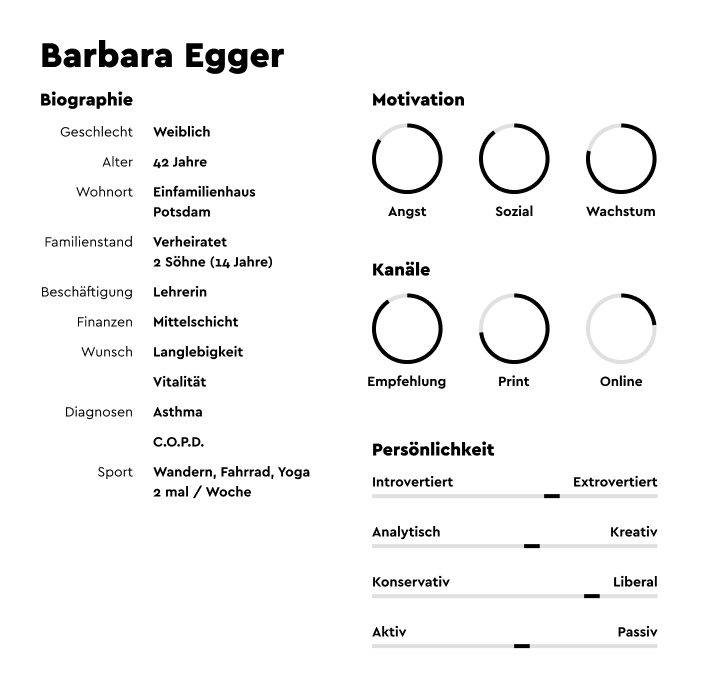 Barbara Egger
Biographie
Geschlecht Weiblich
Alter 42 Jahre
Wohnort Einfamilienhaus
Potsdam
Familienstand Verheiratet
2 Söhne (14 Jahre)
Beschäftigung Lehrerin
Finanzen Mittelschicht
Wunsch Langlebigkeit
Vitalität
Diagnosen Asthma
C.O.P.D.
Sport Wandern, Fahrrad, Yoga
2 mal / Woche
Motivation
Angst Sozial Wachstum
Kanäle
Empfehlung Print Online
Persönlichkeit
Introvertiert Extrovertiert
Analytisch Kreativ
Konservativ Liberal
Aktiv Passiv